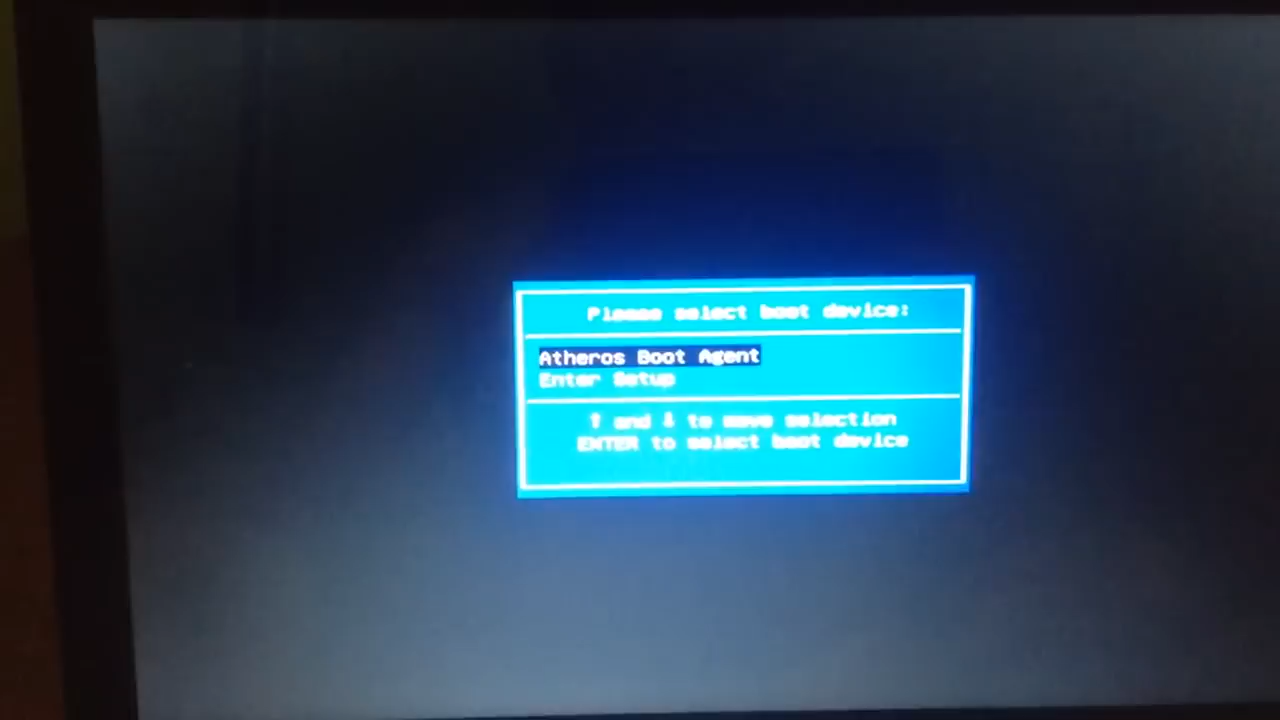 Please select boot device:
Atheros Boot Agent
Enter Setup
↑ and ↓ to move selection
ENTER to select boot device